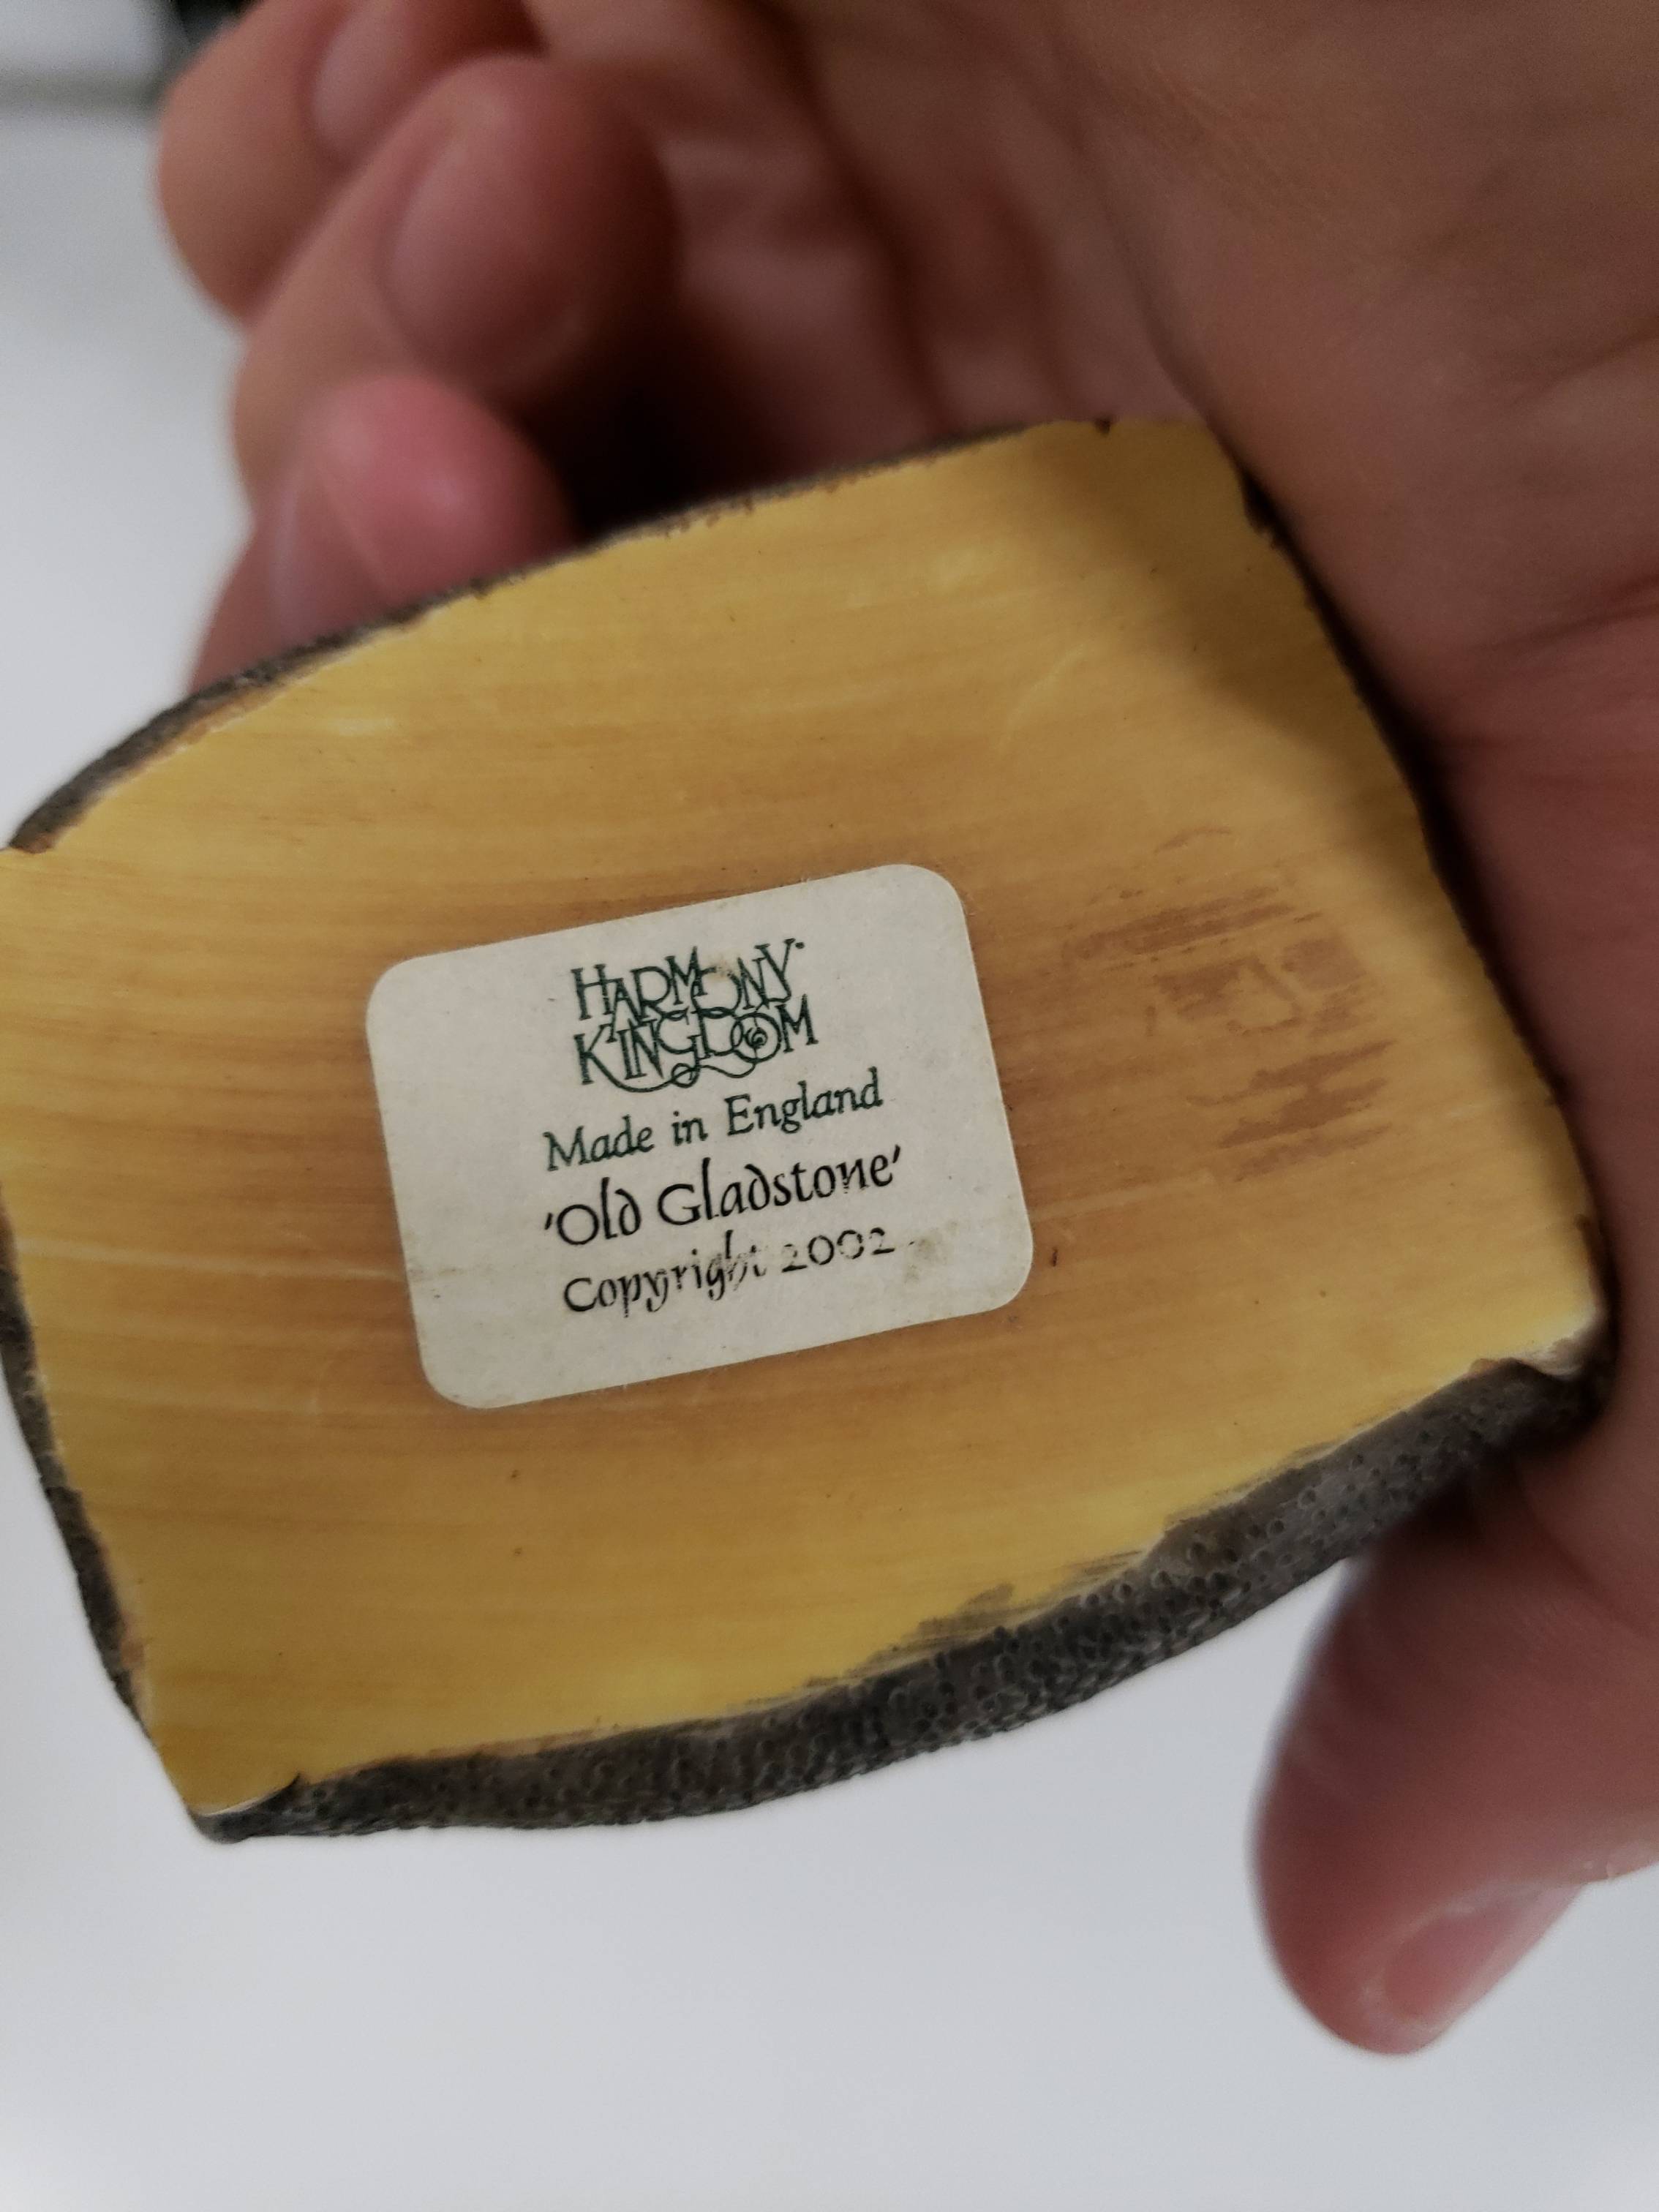 HARMONY
KINGDOM
Made in England
'Old Gladstone'
Copyright 2002